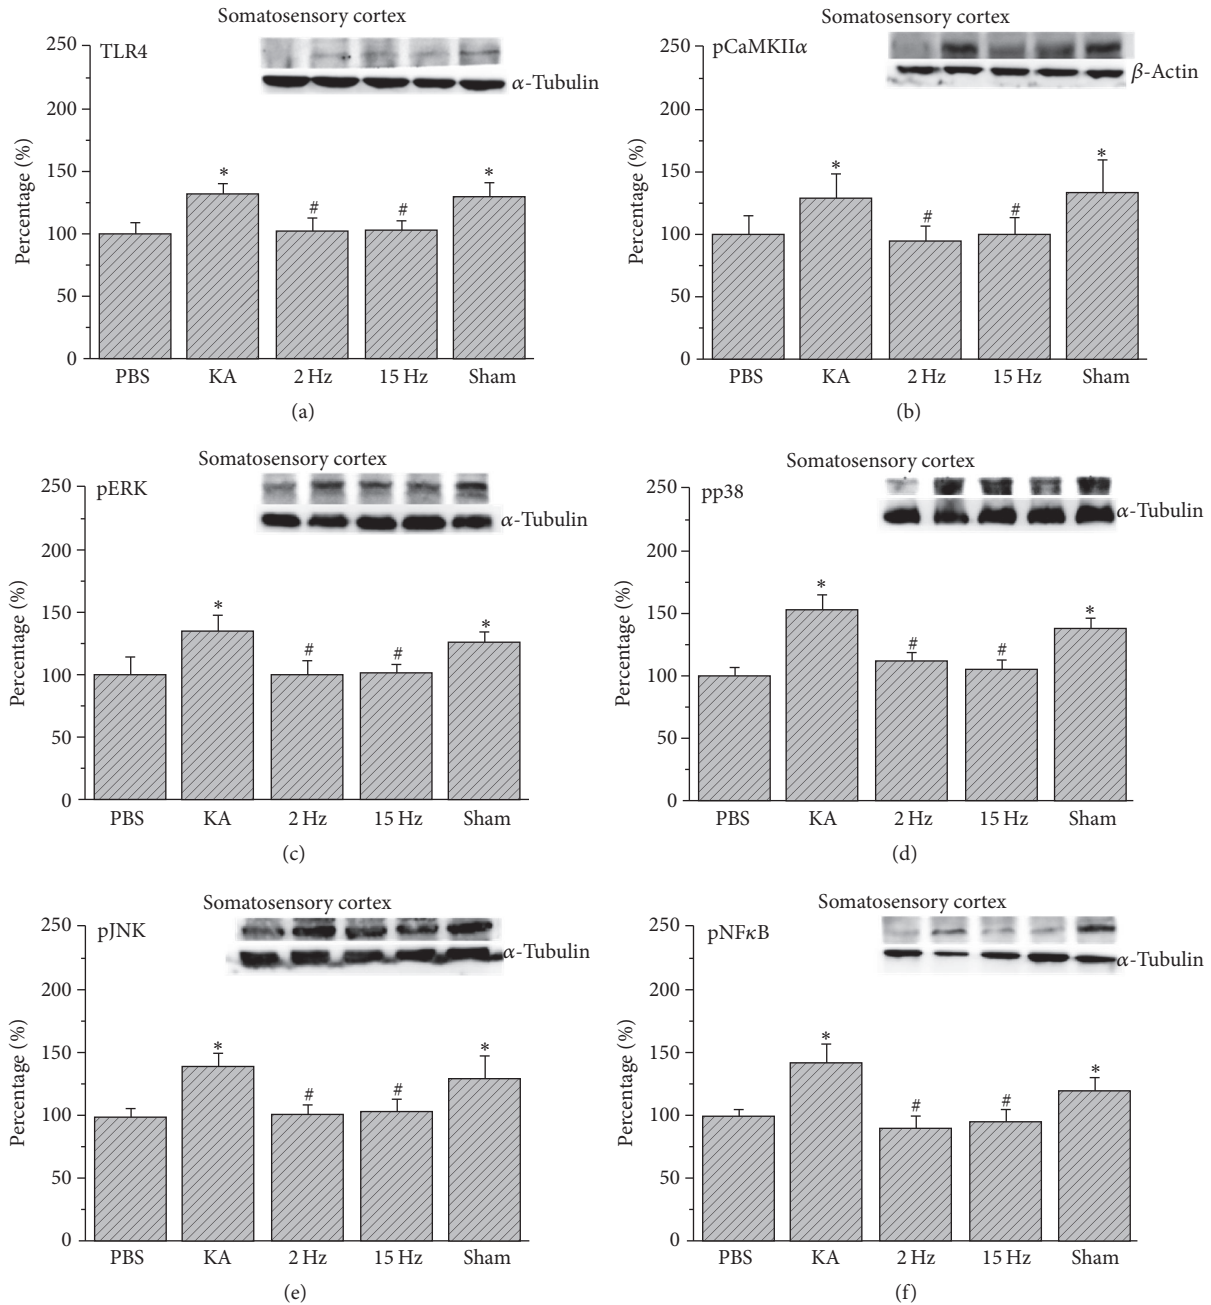 Somatosensory cortex
TLR4
α-Tubulin
Percentage (%)
250
200
150
100
50
0
* # # *
PBS KA 2 Hz 15 Hz Sham
(a)
Somatosensory cortex
pCaMKIIα
β-Actin
Percentage (%)
250
200
150
100
50
0
* # # *
PBS KA 2 Hz 15 Hz Sham
(b)
Somatosensory cortex
pERK
α-Tubulin
Percentage (%)
250
200
150
100
50
0
* # # *
PBS KA 2 Hz 15 Hz Sham
(c)
Somatosensory cortex
pp38
α-Tubulin
Percentage (%)
250
200
150
100
50
0
* # # *
PBS KA 2 Hz 15 Hz Sham
(d)
Somatosensory cortex
pJNK
α-Tubulin
Percentage (%)
250
200
150
100
50
0
* # # *
PBS KA 2 Hz 15 Hz Sham
(e)
Somatosensory cortex
pNFκB
α-Tubulin
Percentage (%)
250
200
150
100
50
0
* # # *
PBS KA 2 Hz 15 Hz Sham
(f)